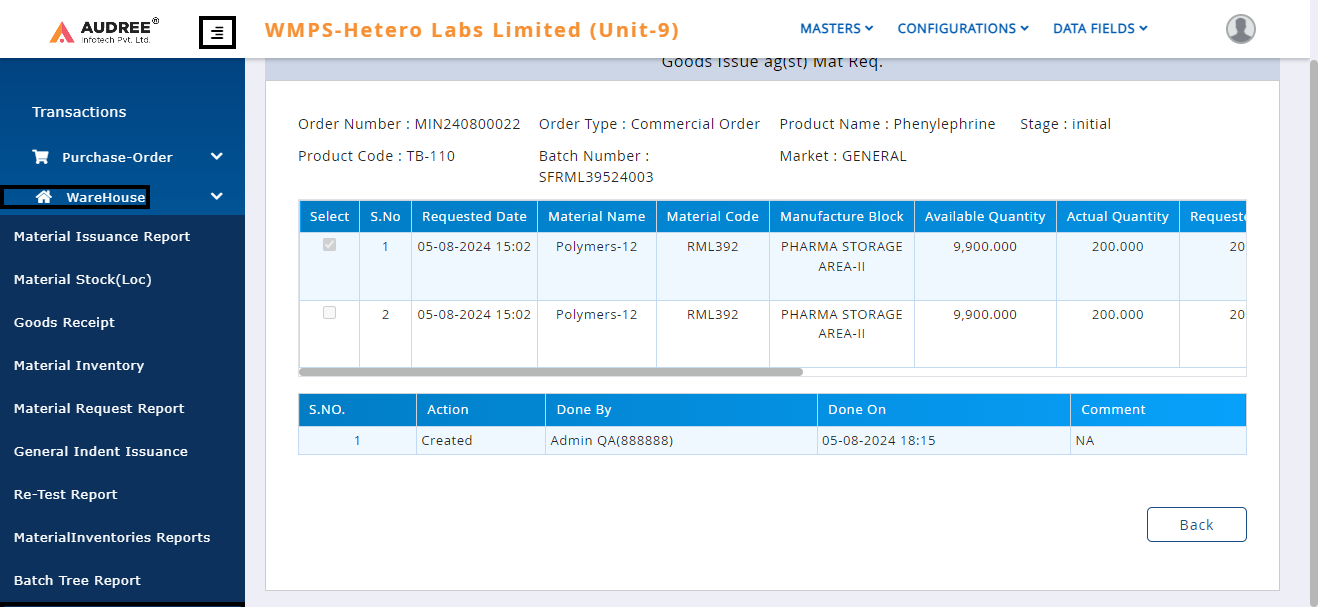 AUDREE®
Infotech Pvt. Ltd.
WMPS-Hetero Labs Limited (Unit-9)
MASTERS
CONFIGURATIONS
DATA FIELDS
Transactions
Purchase-Order
WareHouse
Material Issuance Report
Material Stock(Loc)
Goods Receipt
Material Inventory
Material Request Report
General Indent Issuance
Re-Test Report
MaterialInventories Reports
Batch Tree Report
Goods Issue ag(st) Mat Req.
Order Number : MIN240800022 Order Type : Commercial Order Product Name : Phenylephrine Stage : initial
Product Code : TB-110 Batch Number : Market : GENERAL
SFRML39524003
Select S.No Requested Date Material Name Material Code Manufacture Block Available Quantity Actual Quantity Requeste
1 05-08-2024 15:02 Polymers-12 RML392 PHARMA STORAGE 9,900.000 200.000 20
AREA-II
2 05-08-2024 15:02 Polymers-12 RML392 PHARMA STORAGE 9,900.000 200.000 20
AREA-II
S.NO. Action Done By Done On Comment
1 Created Admin QA(888888) 05-08-2024 18:15 NA
Back